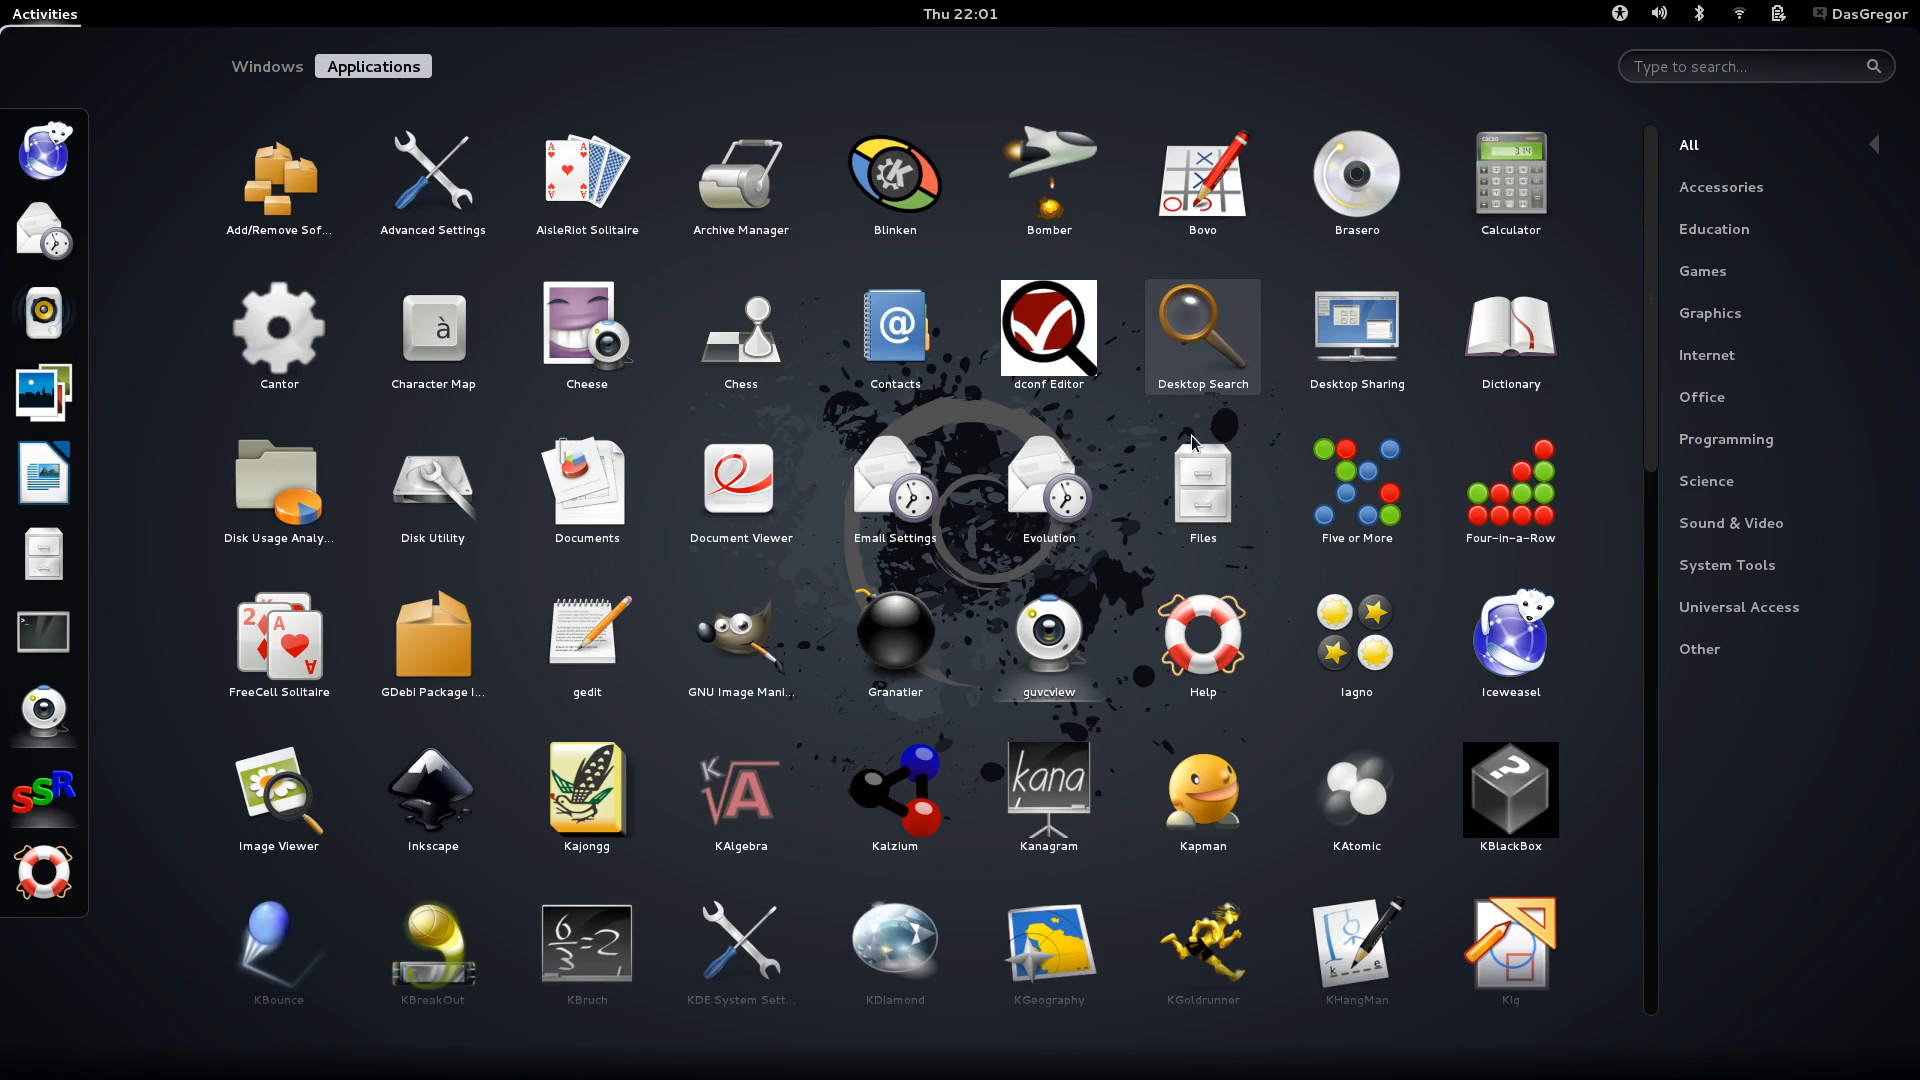 Activities
Thu 22:01
DasGregor
Windows
Applications
Type to search...
Add/Remove Sof...
Advanced Settings
AisleRiot Solitaire
Archive Manager
Blinken
Bomber
Bovo
Brasero
Calculator
Cantor
Character Map
Cheese
Chess
Contacts
dconf Editor
Desktop Search
Desktop Sharing
Dictionary
Disk Usage Analy...
Disk Utility
Documents
Document Viewer
Email Settings
Evolution
Files
Five or More
Four-in-a-Row
FreeCell Solitaire
GDebi Package I...
gedit
GNU Image Mani...
Granatier
guvcview
Help
Iagno
Iceweasel
Image Viewer
Inkscape
Kajongg
KAlgebra
Kalzium
kana
Kanagram
Kapman
KAtomic
KBlackBox
KBounce
KBreakOut
KBruch
KDE System Sett...
KDiamond
KGeography
KGoldrunner
KHangMan
Kig
All
Accessories
Education
Games
Graphics
Internet
Office
Programming
Science
Sound & Video
System Tools
Universal Access
Other
SSR